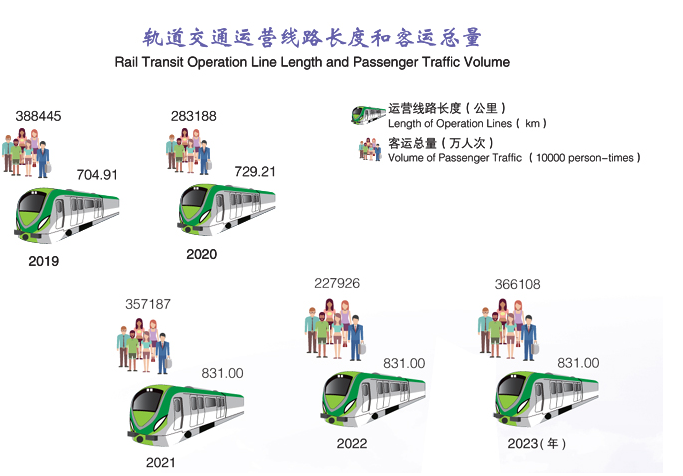 轨道交通运营线路长度和客运总量
Rail Transit Operation Line Length and Passenger Traffic Volume
运营线路长度（公里）
Length of Operation Lines（ km）
客运总量（万人次）
Volume of Passenger Traffic （10000 person-times）
388445
704.91
2019
283188
729.21
2020
357187
831.00
2021
227926
831.00
2022
366108
831.00
2023（年）